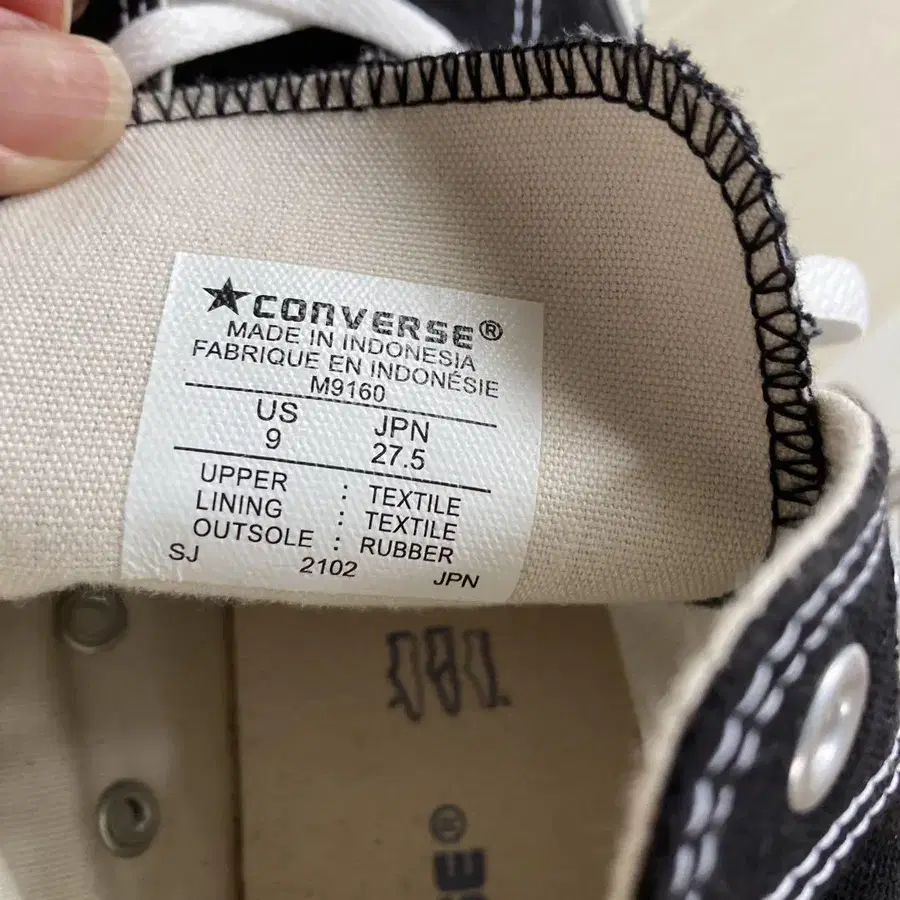 ★CONVERSE®
MADE IN INDONESIA
FABRIQUE EN INDONÉSIE
M9160
US JPN
9 27.5
UPPER : TEXTILE
LINING : TEXTILE
OUTSOLE : RUBBER
SJ 2102 JPN
SE®